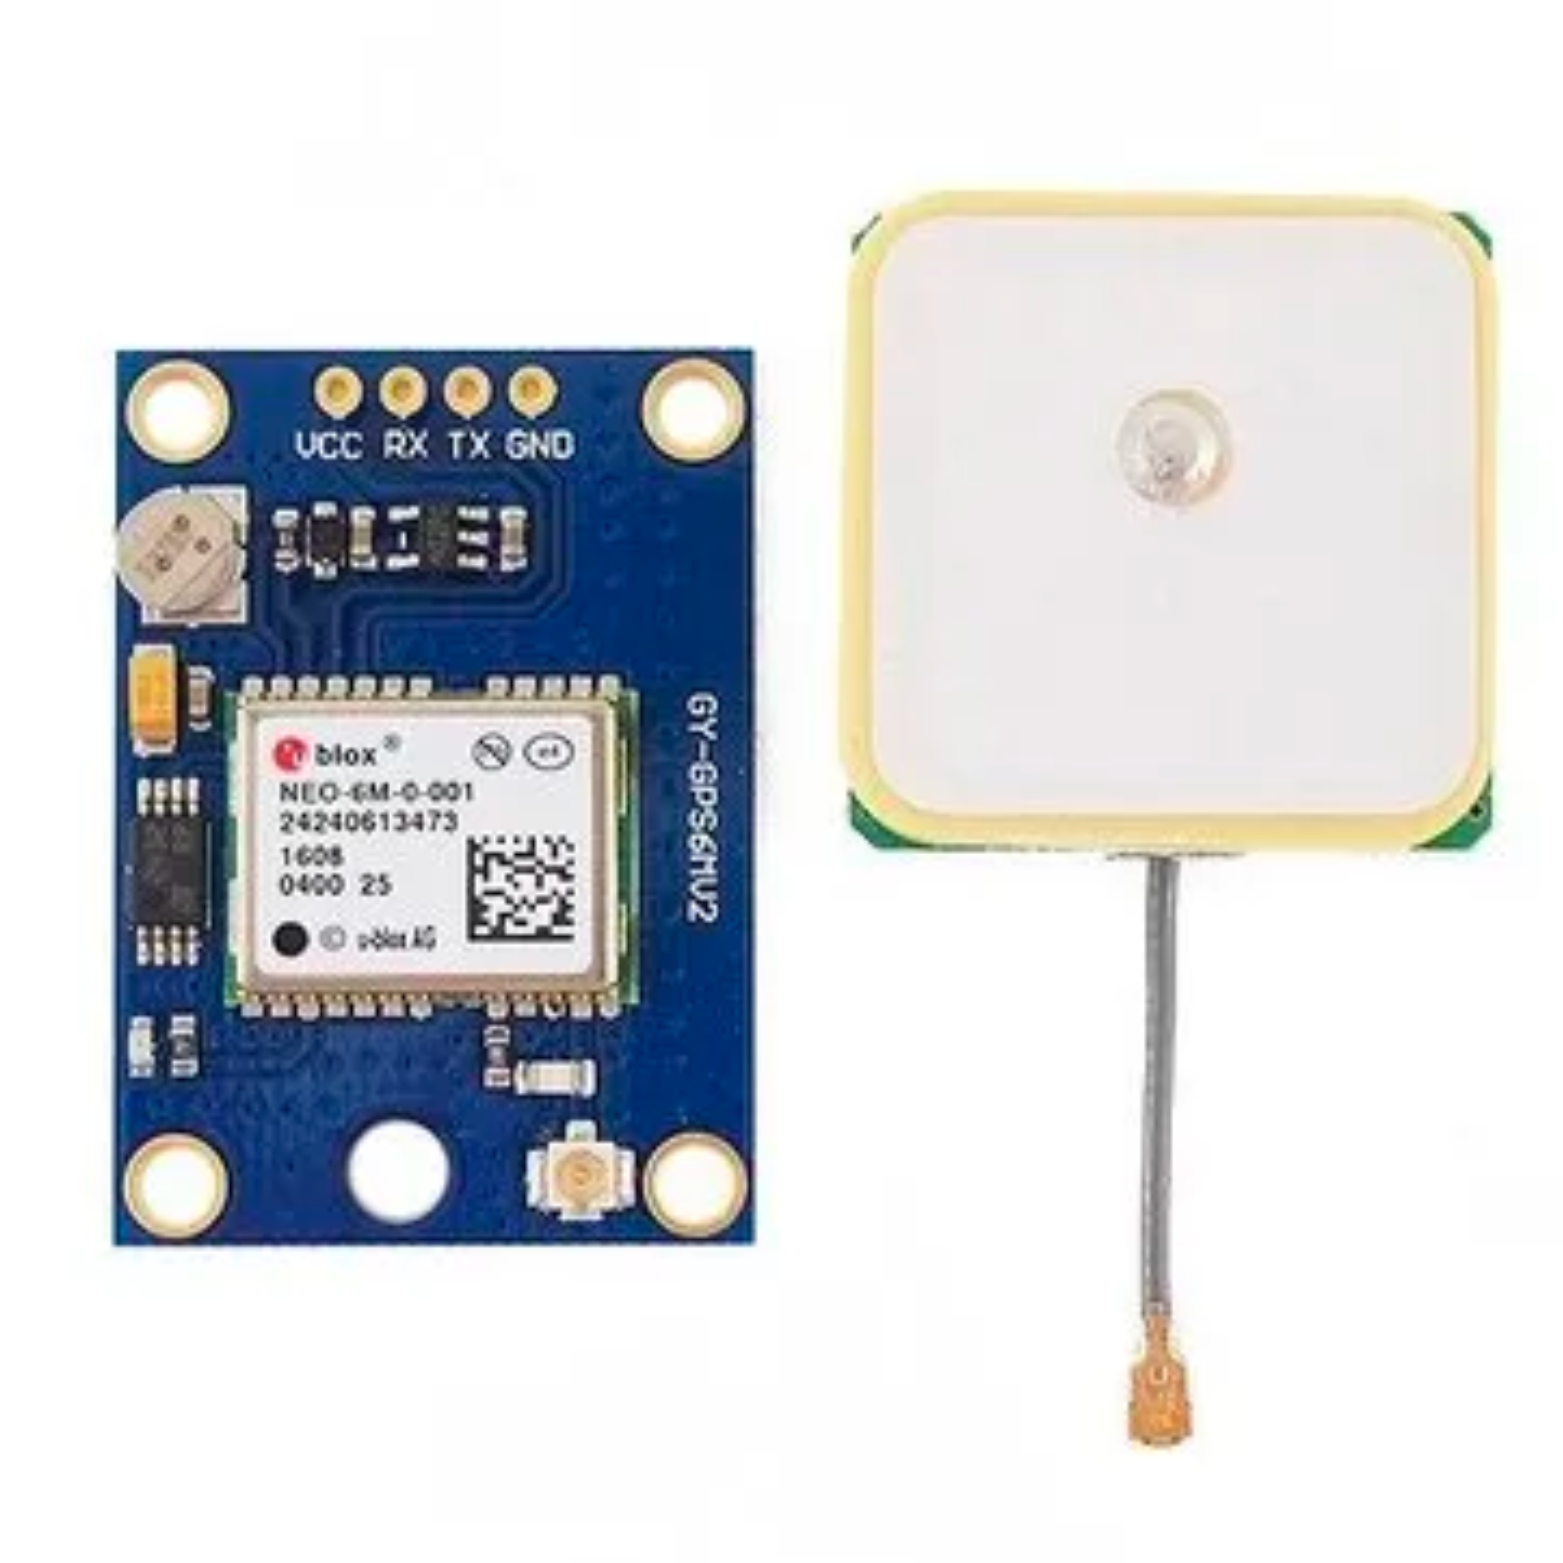 VCC RX TX GND
blox®
NEO-6M-0-001
24240613473
1608
0400 25
© u-blox AG
GY-GPS6MV2